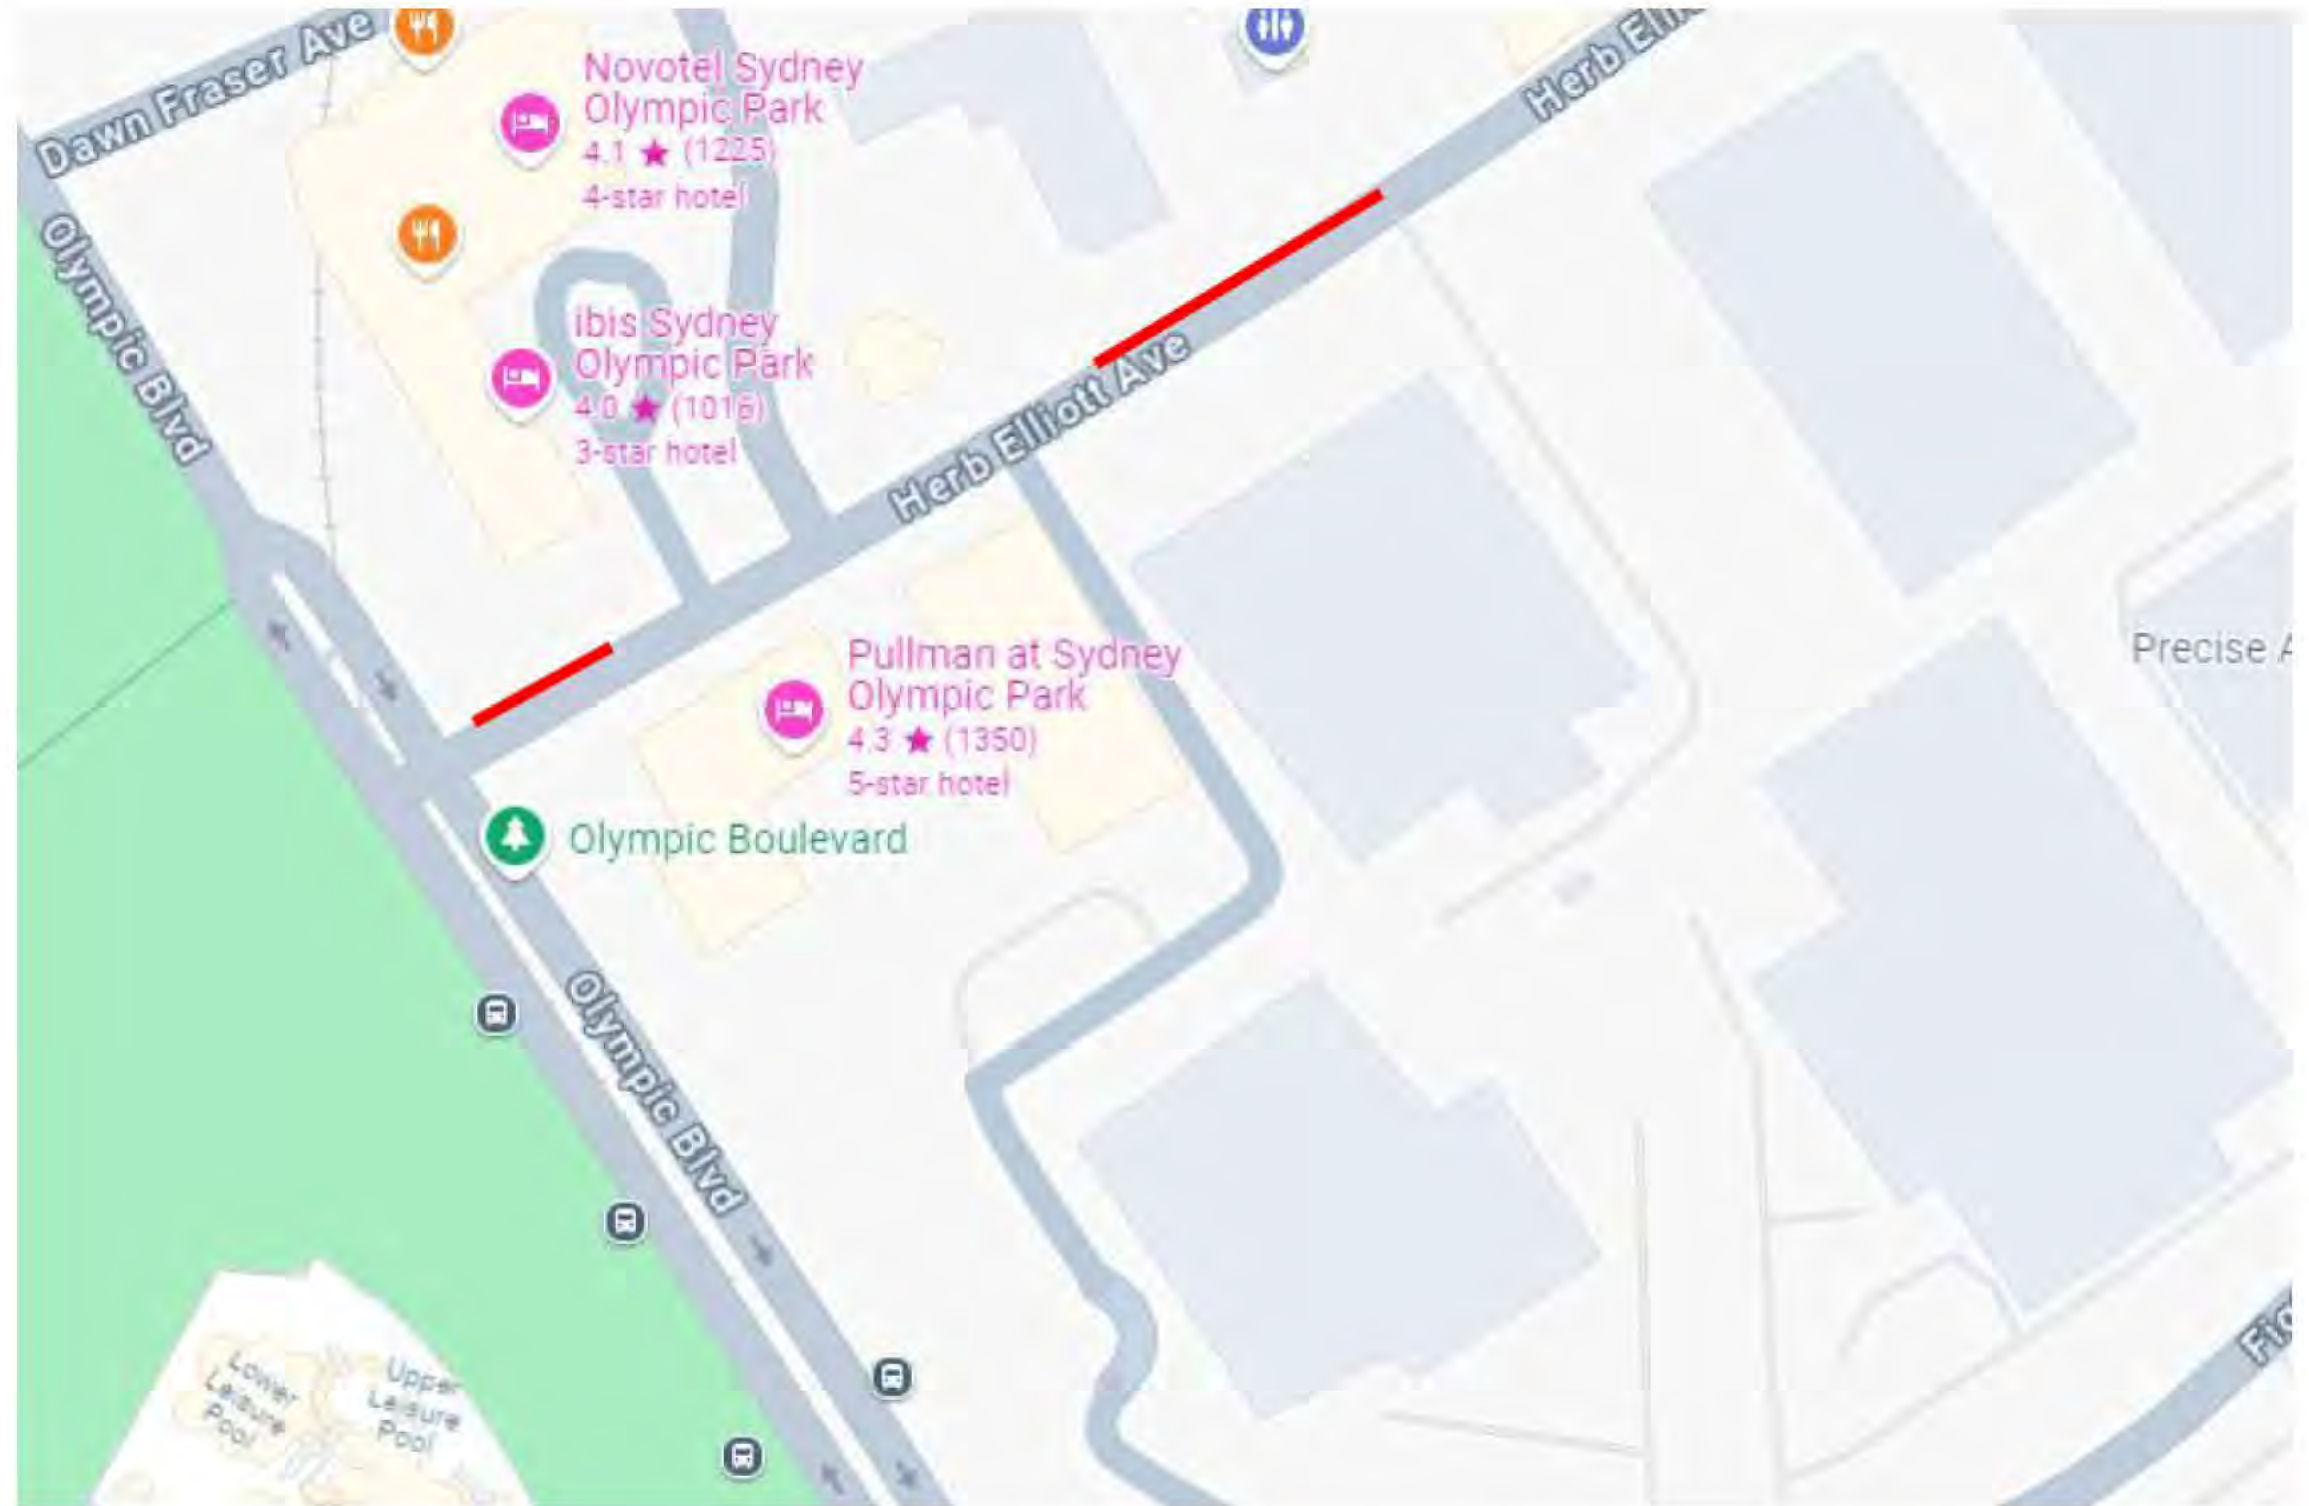 Dawn Fraser Ave
Novotel Sydney
Olympic Park
4.1 ★ (1225)
4-star hotel
Herb
Olympic Blvd
ibis Sydney
Olympic Park
4.0 ★ (1016)
3-star hotel
Herb Elliott Ave
Pullman at Sydney
Olympic Park
4.3 ★ (1350)
5-star hotel
Precise
Olympic Boulevard
Olympic Blvd
Lower
Leisure
Pool
Upper
Leisure
Pool